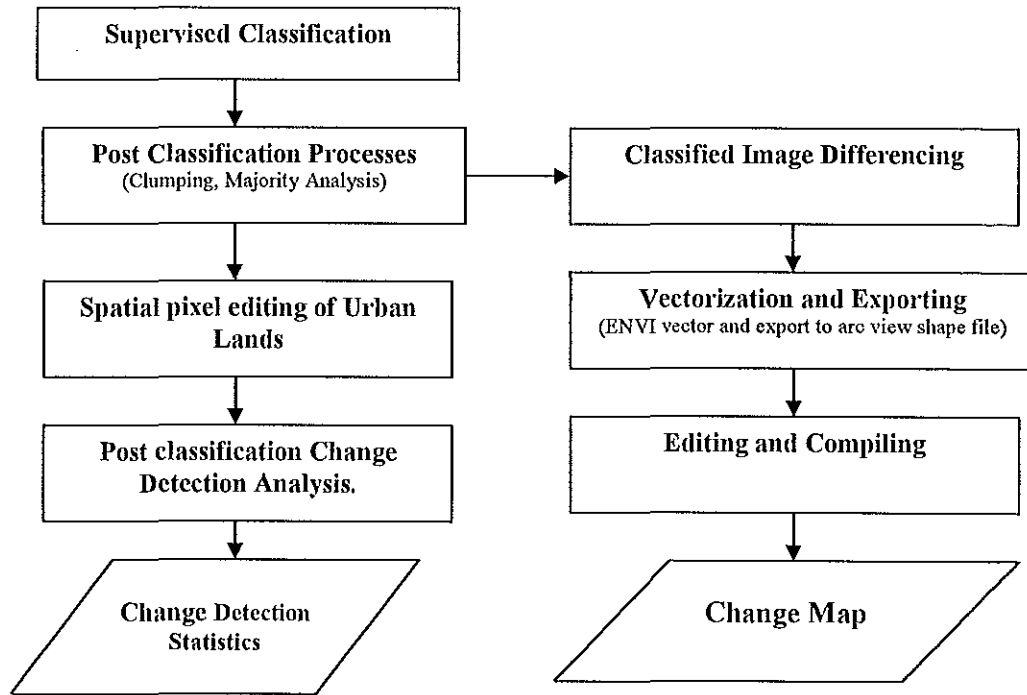 Supervised Classification
Post Classification Processes
(Clumping, Majority Analysis)
Spatial pixel editing of Urban
Lands
Post classification Change
Detection Analysis.
Change Detection
Statistics
Classified Image Differencing
Vectorization and Exporting
(ENVI vector and export to arc view shape file)
Editing and Compiling
Change Map